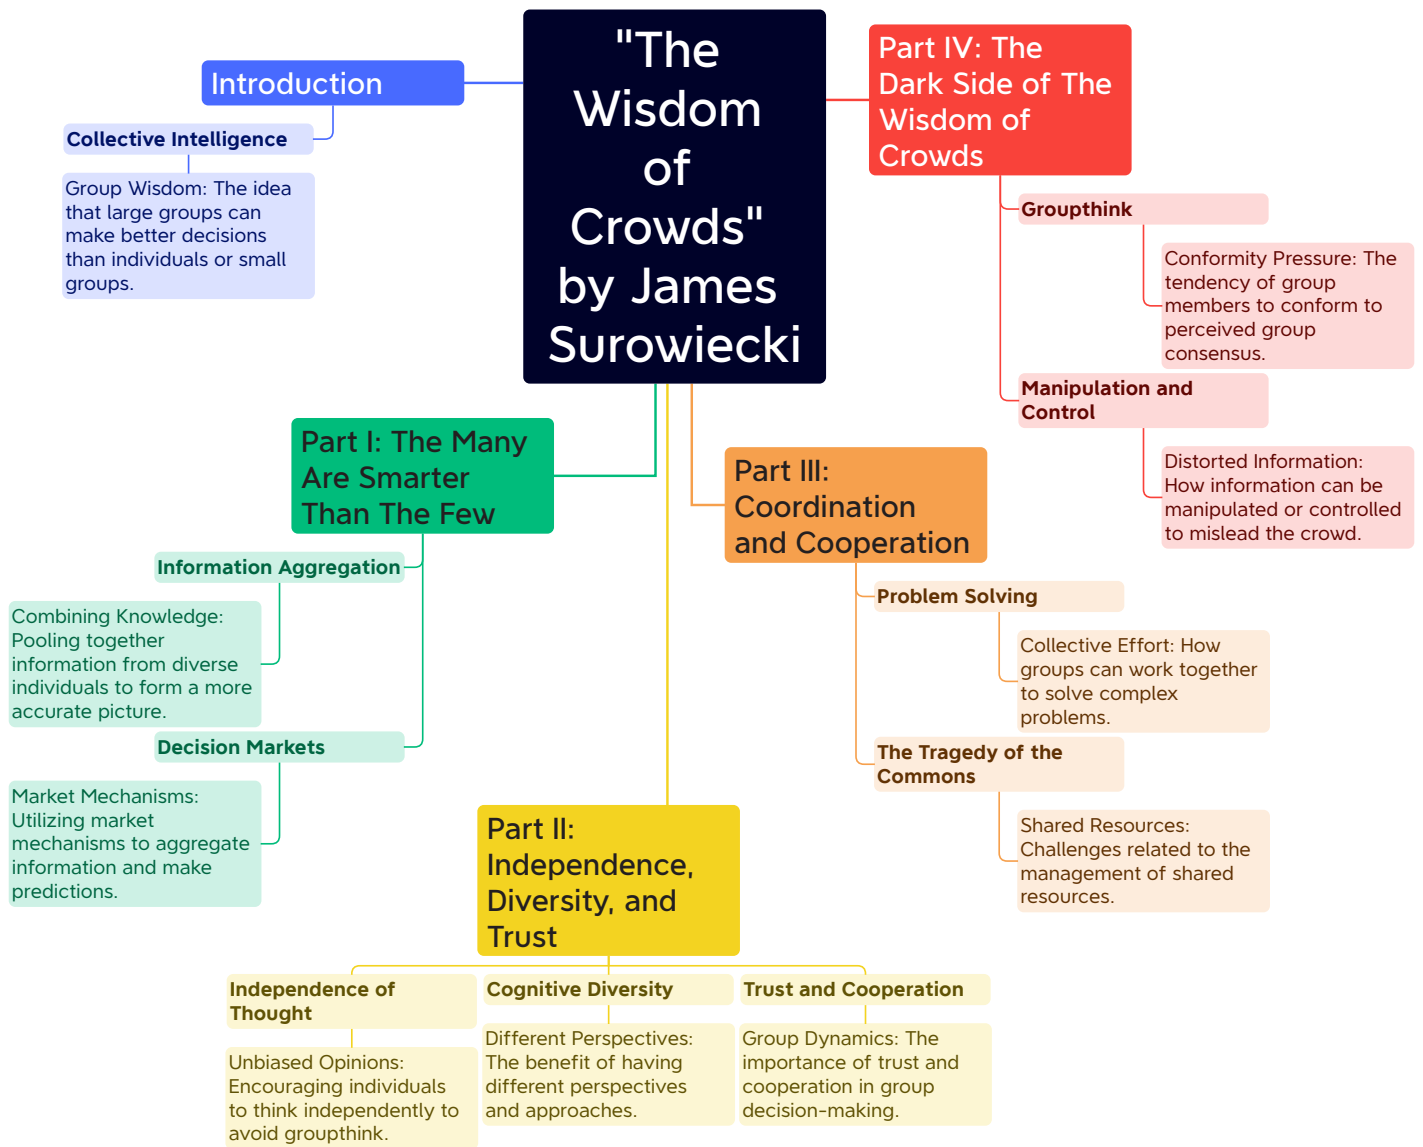 "The
Wisdom
of
Crowds"
by James
Surowiecki
Introduction
Collective Intelligence
Group Wisdom: The idea
that large groups can
make better decisions
than individuals or small
groups.
Part I: The Many
Are Smarter
Than The Few
Information Aggregation
Combining Knowledge:
Pooling together
information from diverse
individuals to form a more
accurate picture.
Decision Markets
Market Mechanisms:
Utilizing market
mechanisms to aggregate
information and make
predictions.
Part II:
Independence,
Diversity, and
Trust
Independence of
Thought
Unbiased Opinions:
Encouraging individuals
to think independently to
avoid groupthink.
Cognitive Diversity
Different Perspectives:
The benefit of having
different perspectives
and approaches.
Trust and Cooperation
Group Dynamics: The
importance of trust and
cooperation in group
decision-making.
Part III:
Coordination
and Cooperation
Problem Solving
Collective Effort: How
groups can work together
to solve complex
problems.
The Tragedy of the
Commons
Shared Resources:
Challenges related to the
management of shared
resources.
Part IV: The
Dark Side of The
Wisdom of
Crowds
Groupthink
Conformity Pressure: The
tendency of group
members to conform to
perceived group
consensus.
Manipulation and
Control
Distorted Information:
How information can be
manipulated or controlled
to mislead the crowd.